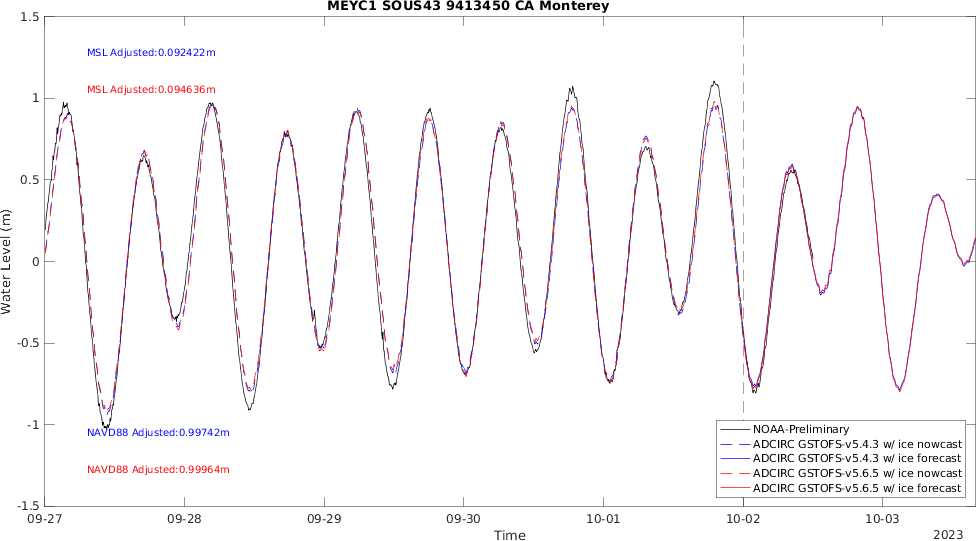 MEYC1 SOUS43 9413450 CA Monterey
1.5
1
0.5
0
-0.5
-1
-1.5
Water Level (m)
MSL Adjusted:0.092422m
MSL Adjusted:0.094636m
NAVD88 Adjusted:0.99742m
NAVD88 Adjusted:0.99964m
NOAA-Preliminary
ADCIRC GSTOFS-v5.4.3 w/ ice nowcast
ADCIRC GSTOFS-v5.4.3 w/ ice forecast
ADCIRC GSTOFS-v5.6.5 w/ ice nowcast
ADCIRC GSTOFS-v5.6.5 w/ ice forecast
09-27 09-28 09-29 09-30 10-01 10-02 10-03
Time
2023